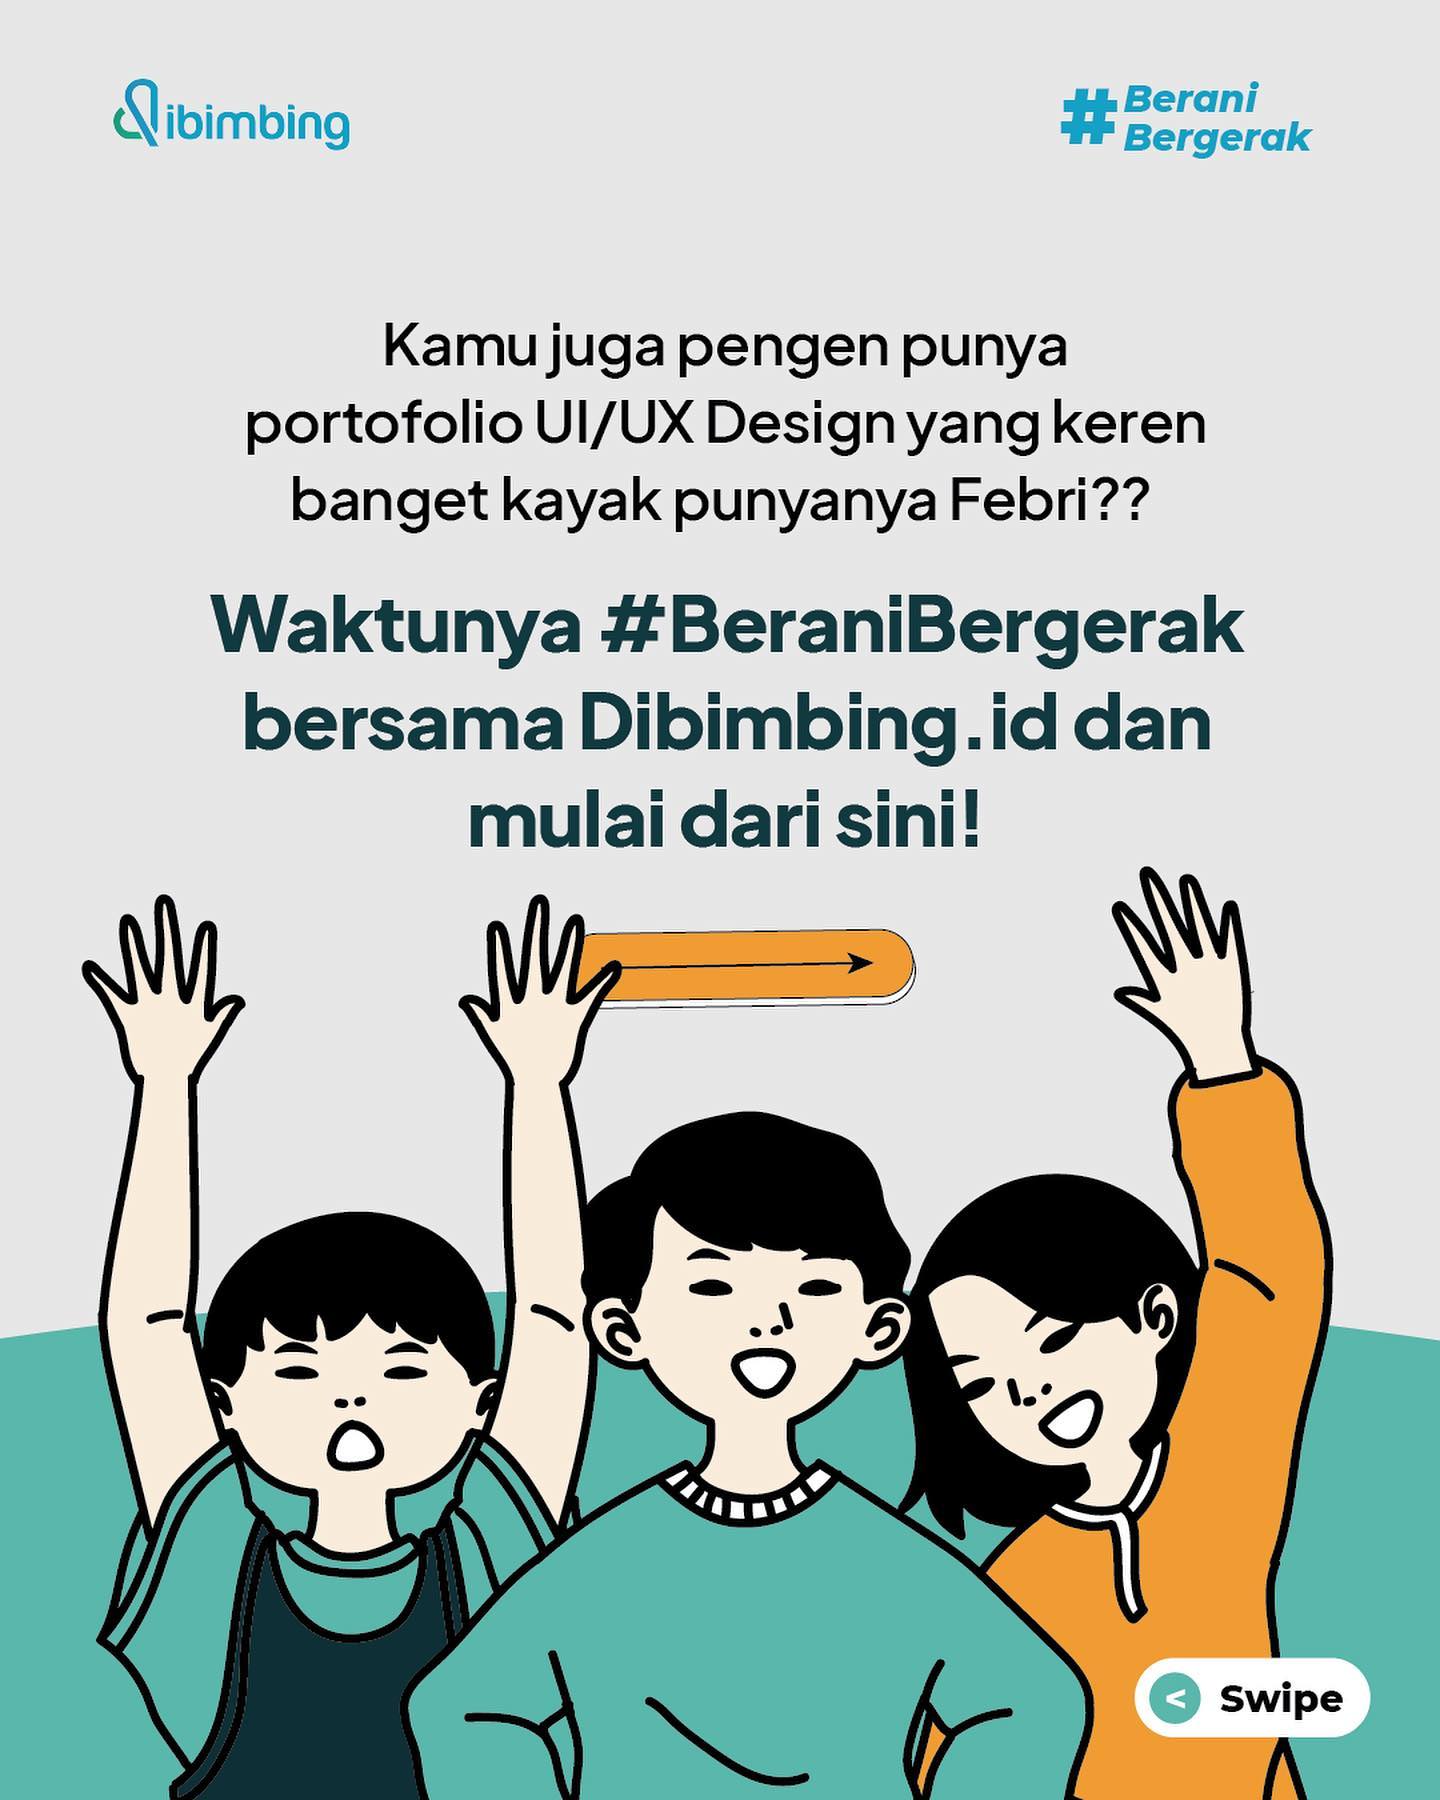 Dibimbing
#Berani
Bergerak
Kamu juga pengen punya
portofolio UI/UX Design yang keren
banget kayak punyanya Febri??
Waktunya #BeraniBergerak
bersama Dibimbing.id dan
mulai dari sini!
< Swipe